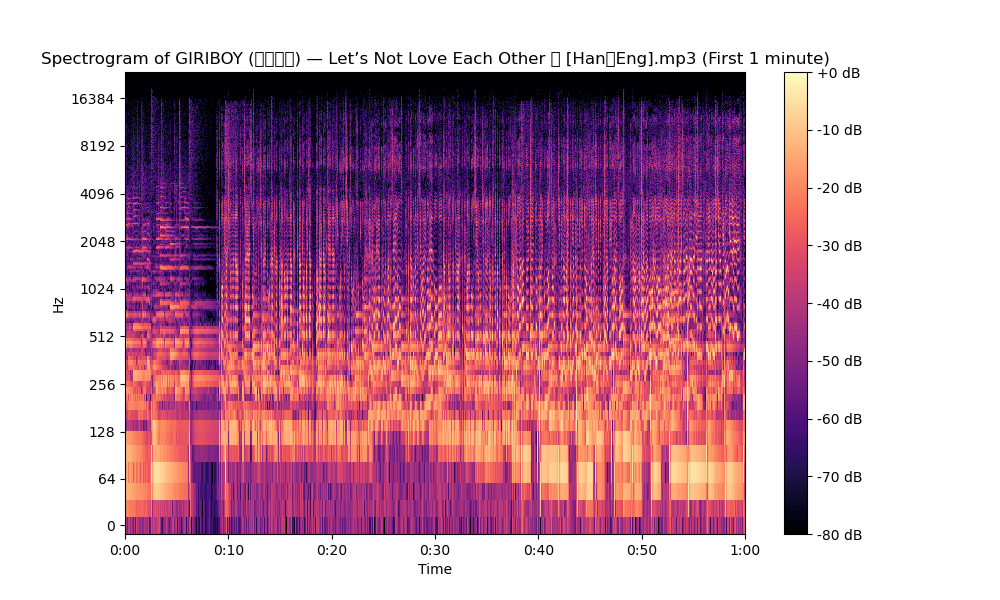 Spectrogram of GIRIBOY (□□□□) — Let’s Not Love Each Other □ [Han□Eng].mp3 (First 1 minute)
16384
8192
4096
2048
1024
512
256
128
64
0
Hz
0:00 0:10 0:20 0:30 0:40 0:50 1:00
Time
+0 dB
-10 dB
-20 dB
-30 dB
-40 dB
-50 dB
-60 dB
-70 dB
-80 dB